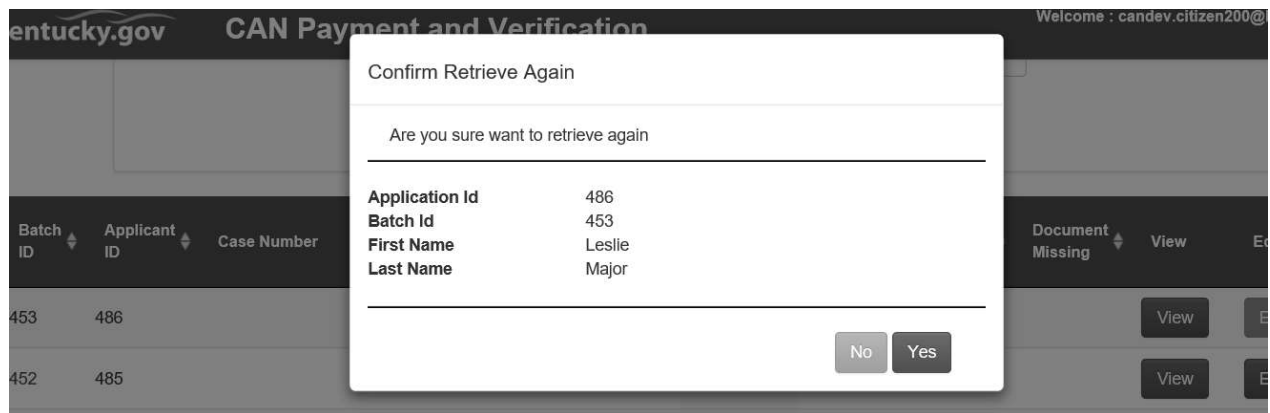 entucky.gov CAN Payment and Verification Welcome : candev.citizen200@
Confirm Retrieve Again
Are you sure want to retrieve again
Application Id 486
Batch Id 453
First Name Leslie
Last Name Major
No Yes
Batch ID Applicant ID Case Number Document Missing View
453 486 View E
452 485 View E